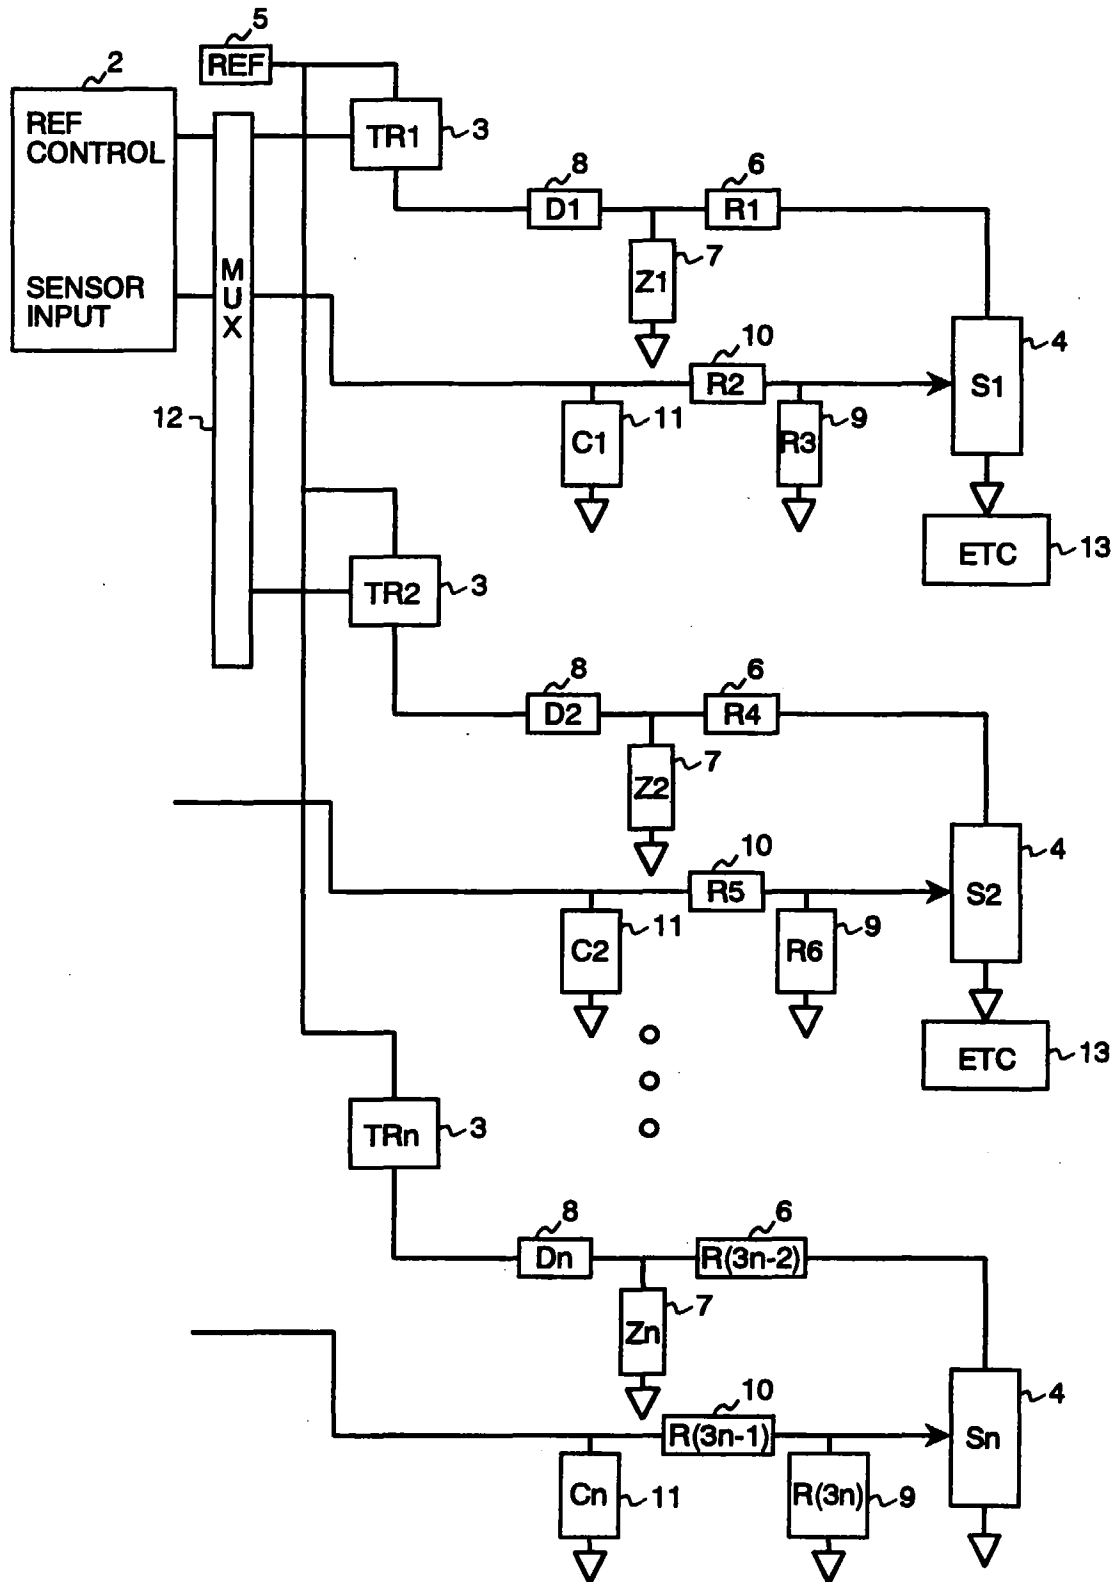 5
REF
2
REF
CONTROL
TR1
3
8
D1
6
R1
SENSOR
INPUT
MUX
7
Z1
10
R2
4
S1
12
C1
11
R3
9
ETC
13
TR2
3
8
D2
6
R4
7
Z2
10
R5
4
S2
C2
11
R6
9
ETC
13
TRn
3
8
Dn
6
R(3n-2)
7
Zn
10
R(3n-1)
4
Sn
Cn
11
R(3n)
9